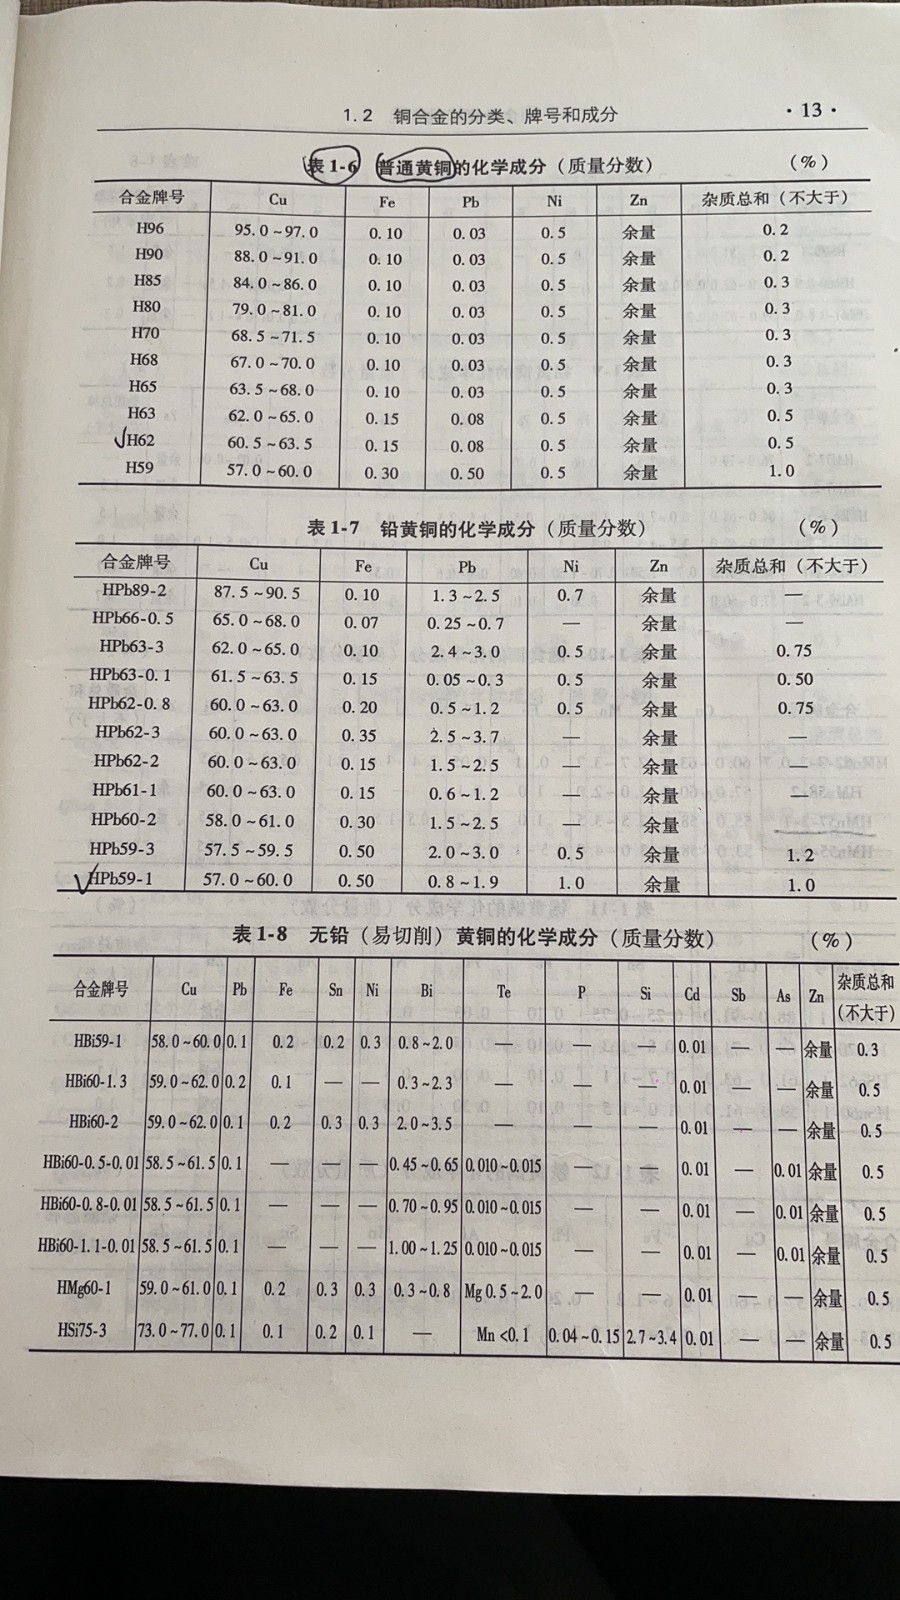 1.2 铜合金的分类、牌号和成分 · 13 ·
表 1-6 普通黄铜的化学成分（质量分数） （%）
合金牌号 Cu Fe Pb Ni Zn 杂质总和（不大于）
H96 95.0~97.0 0.10 0.03 0.5 余量 0.2
H90 88.0~91.0 0.10 0.03 0.5 余量 0.2
H85 84.0~86.0 0.10 0.03 0.5 余量 0.3
H80 79.0~81.0 0.10 0.03 0.5 余量 0.3
H70 68.5~71.5 0.10 0.03 0.5 余量 0.3
H68 67.0~70.0 0.10 0.03 0.5 余量 0.3
H65 63.5~68.0 0.10 0.03 0.5 余量 0.3
H63 62.0~65.0 0.15 0.08 0.5 余量 0.5
H62 60.5~63.5 0.15 0.08 0.5 余量 0.5
H59 57.0~60.0 0.30 0.50 0.5 余量 1.0
表 1-7 铅黄铜的化学成分（质量分数） （%）
合金牌号 Cu Fe Pb Ni Zn 杂质总和（不大于）
HPb89-2 87.5~90.5 0.10 1.3~2.5 0.7 余量 —
HPb66-0.5 65.0~68.0 0.07 0.25~0.7 — 余量 —
HPb63-3 62.0~65.0 0.10 2.4~3.0 0.5 余量 0.75
HPb63-0.1 61.5~63.5 0.15 0.05~0.3 0.5 余量 0.50
HPb62-0.8 60.0~63.0 0.20 0.5~1.2 0.5 余量 0.75
HPb62-3 60.0~63.0 0.35 2.5~3.7 — 余量 —
HPb62-2 60.0~63.0 0.15 1.5~2.5 — 余量 —
HPb61-1 60.0~63.0 0.15 0.6~1.2 — 余量 —
HPb60-2 58.0~61.0 0.30 1.5~2.5 — 余量 —
HPb59-3 57.5~59.5 0.50 2.0~3.0 0.5 余量 1.2
HPb59-1 57.0~60.0 0.50 0.8~1.9 1.0 余量 1.0
表 1-8 无铅（易切削）黄铜的化学成分（质量分数） （%）
合金牌号 Cu Pb Fe Sn Ni Bi Te P Si Cd Sb As Zn 杂质总和（不大于）
HBi59-1 58.0~60.0 0.1 0.2 0.2 0.3 0.8~2.0 — — — 0.01 — — 余量 0.3
HBi60-1.3 59.0~62.0 0.2 0.1 — — 0.3~2.3 — — — 0.01 — — 余量 0.5
HBi60-2 59.0~62.0 0.1 0.2 0.3 0.3 2.0~3.5 — — — 0.01 — — 余量 0.5
HBi60-0.5-0.01 58.5~61.5 0.1 — — — 0.45~0.65 0.010~0.015 — — 0.01 — 0.01 余量 0.5
HBi60-0.8-0.01 58.5~61.5 0.1 — — — 0.70~0.95 0.010~0.015 — — 0.01 — 0.01 余量 0.5
HBi60-1.1-0.01 58.5~61.5 0.1 — — — 1.00~1.25 0.010~0.015 — — 0.01 — 0.01 余量 0.5
HMg60-1 59.0~61.0 0.1 0.2 0.3 0.3 0.3~0.8 Mg 0.5~2.0 — — 0.01 — — 余量 0.5
HSi75-3 73.0~77.0 0.1 0.1 0.2 0.1 — Mn <0.1 0.04~0.15 2.7~3.4 0.01 — — 余量 0.5